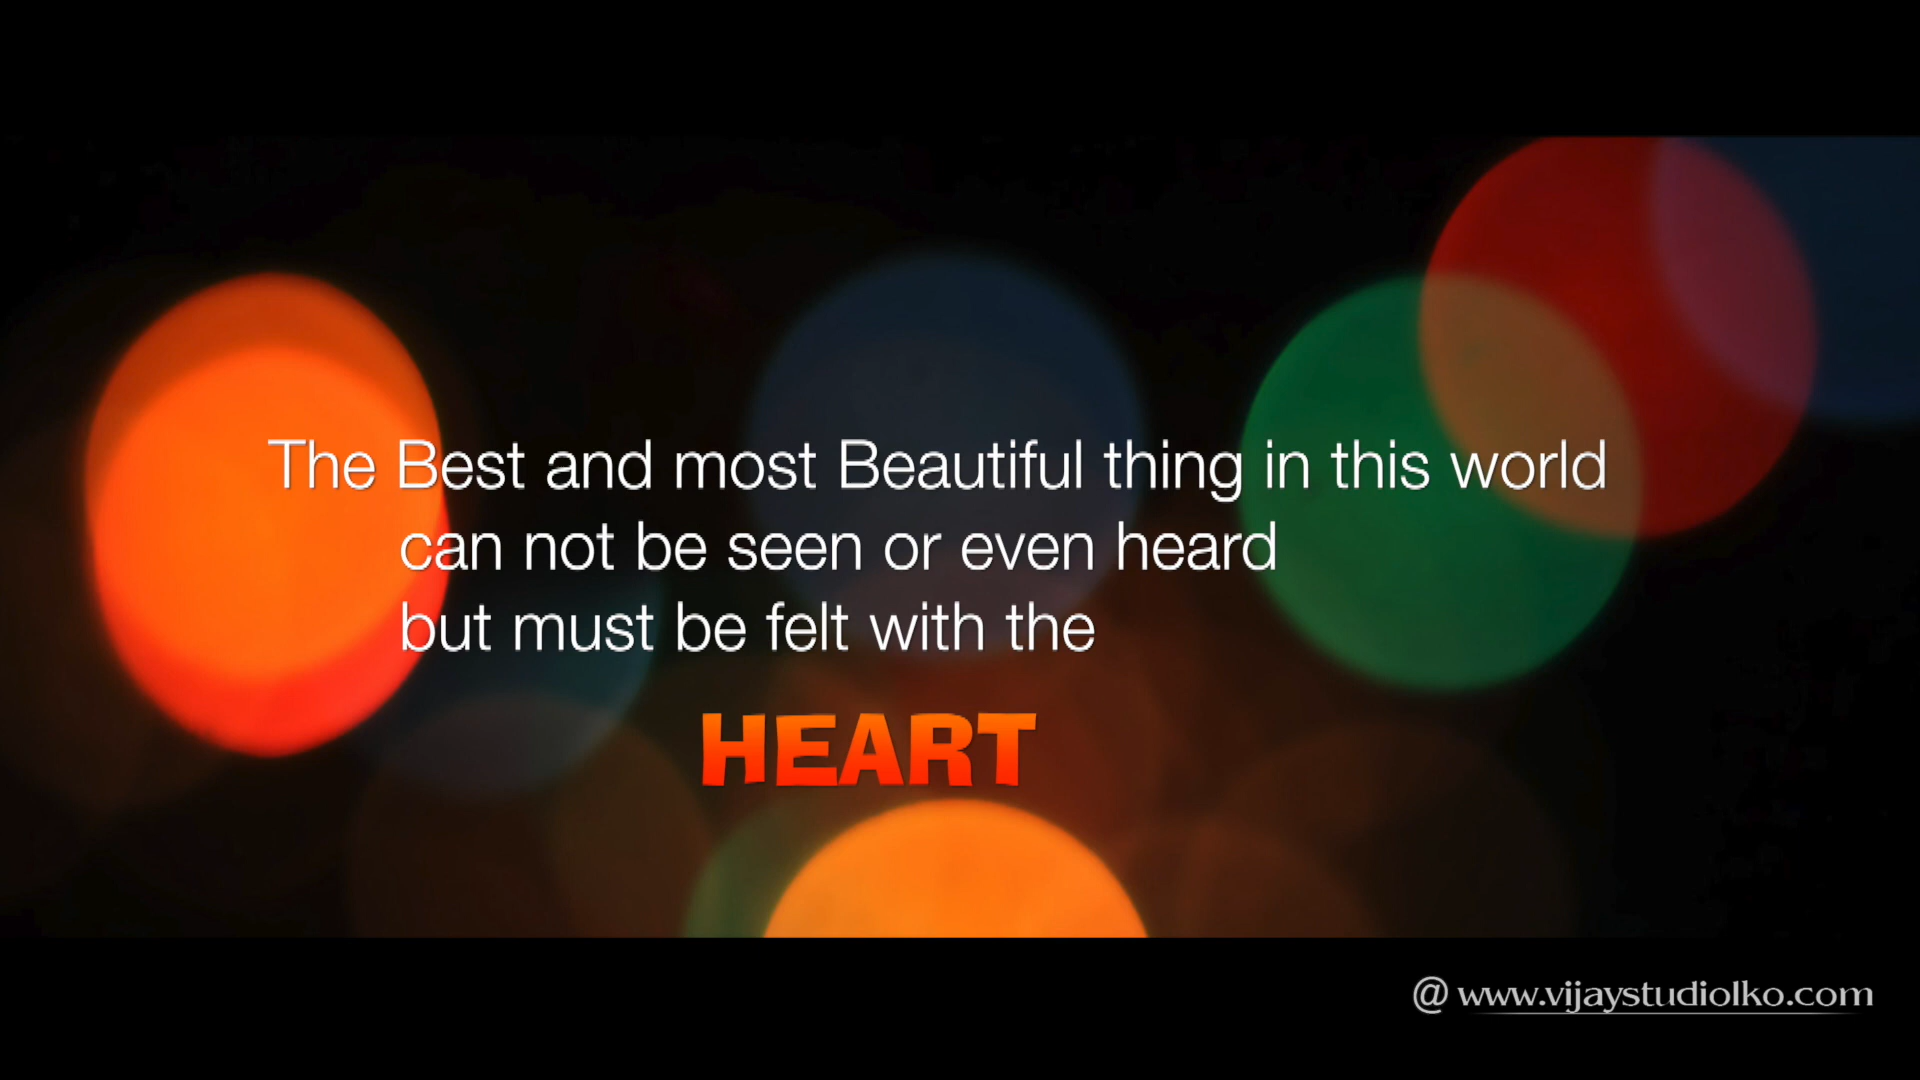 The Best and most Beautiful thing in this world
can not be seen or even heard
but must be felt with the
HEART
@ www.vijaystudiolko.com